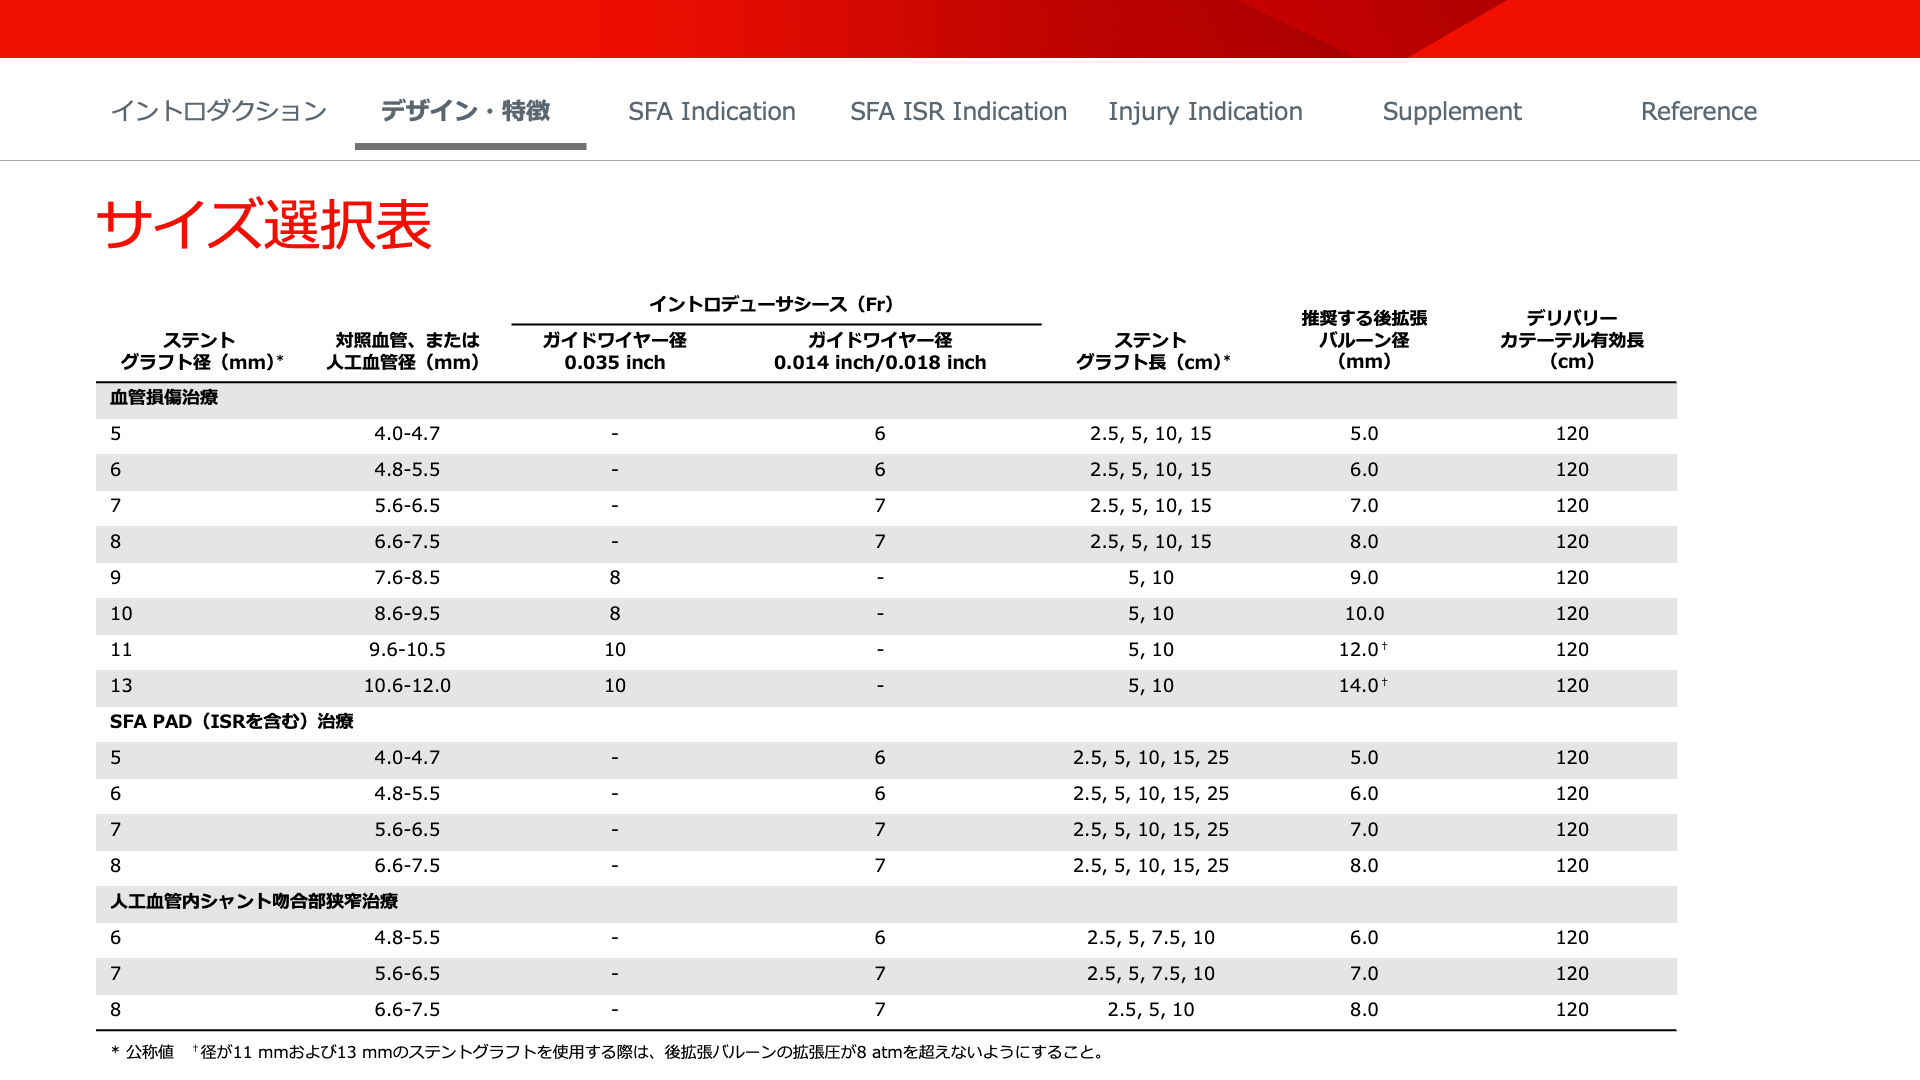 イントロダクション デザイン・特徴 SFA Indication SFA ISR Indication Injury Indication Supplement Reference
サイズ選択表
イントロデューサシース（Fr）
ステント
グラフト径（mm）*
対照血管、または
人工血管径（mm）
ガイドワイヤー径
0.035 inch
ガイドワイヤー径
0.014 inch/0.018 inch
ステント
グラフト長（cm）*
推奨する後拡張
バルーン径
（mm）
デリバリー
カテーテル有効長
（cm）
血管損傷治療
5 4.0-4.7 - 6 2.5, 5, 10, 15 5.0 120
6 4.8-5.5 - 6 2.5, 5, 10, 15 6.0 120
7 5.6-6.5 - 7 2.5, 5, 10, 15 7.0 120
8 6.6-7.5 - 7 2.5, 5, 10, 15 8.0 120
9 7.6-8.5 8 - 5, 10 9.0 120
10 8.6-9.5 8 - 5, 10 10.0 120
11 9.6-10.5 10 - 5, 10 12.0† 120
13 10.6-12.0 10 - 5, 10 14.0† 120
SFA PAD（ISRを含む）治療
5 4.0-4.7 - 6 2.5, 5, 10, 15, 25 5.0 120
6 4.8-5.5 - 6 2.5, 5, 10, 15, 25 6.0 120
7 5.6-6.5 - 7 2.5, 5, 10, 15, 25 7.0 120
8 6.6-7.5 - 7 2.5, 5, 10, 15, 25 8.0 120
人工血管内シャント吻合部狭窄治療
6 4.8-5.5 - 6 2.5, 5, 7.5, 10 6.0 120
7 5.6-6.5 - 7 2.5, 5, 7.5, 10 7.0 120
8 6.6-7.5 - 7 2.5, 5, 10 8.0 120
* 公称値 †径が11 mmおよび13 mmのステントグラフトを使用する際は、後拡張バルーンの拡張圧が8 atmを超えないようにすること。